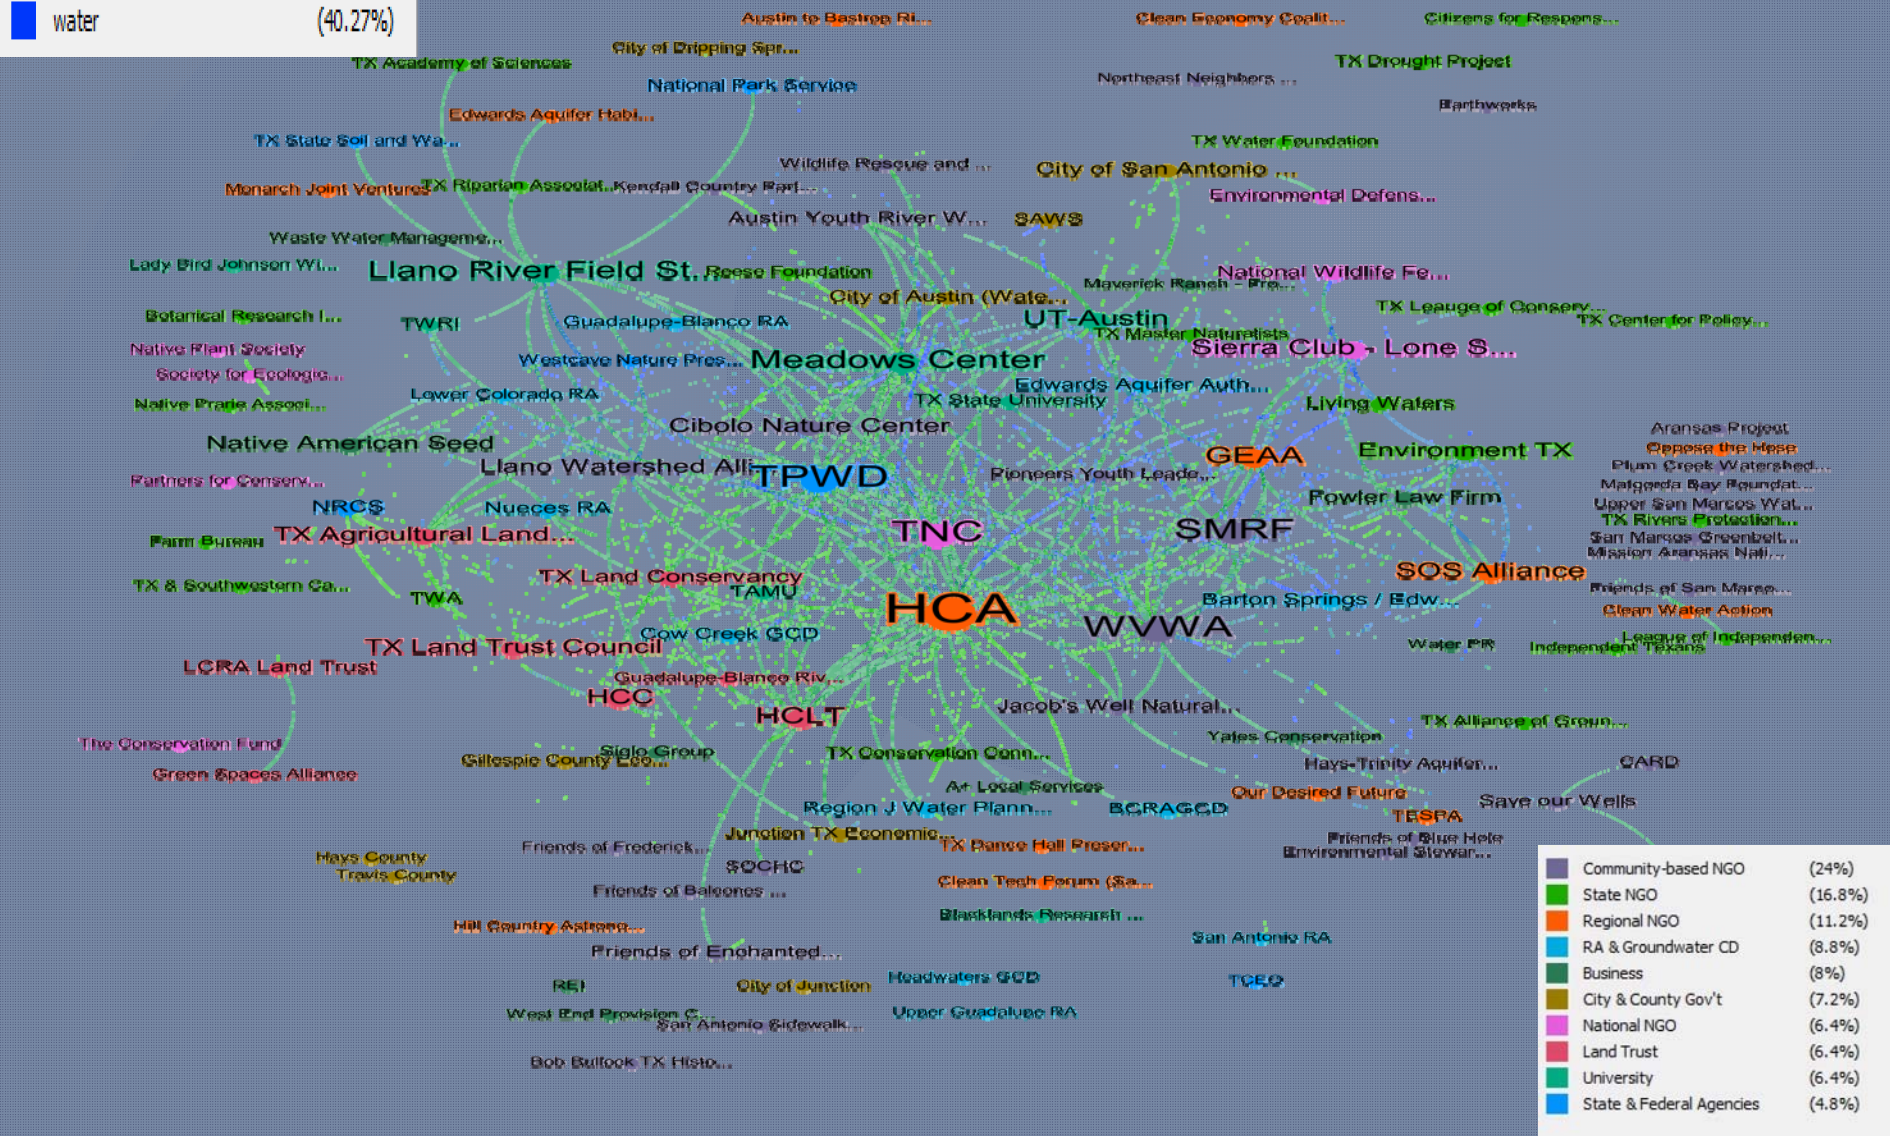 water (40.27%)
Austin to Bastrop Ri...
Clean Economy Coalit...
Citizens for Respons...
City of Dripping Spr...
TX Academy of Sciences
TX Drought Project
National Park Service
Northeast Neighbors ...
Earthworks
Edwards Aquifer Habi...
TX State Soil and Wa...
TX Water Foundation
Wildlife Rescue and ...
City of San Antonio ...
Monarch Joint Ventures
TX Riparian Associat...
Kendall Country Part...
Environmental Defens...
Austin Youth River W...
SAWS
Waste Water Manageme...
Lady Bird Johnson Wi...
Llano River Field St...
Reese Foundation
National Wildlife Fe...
Maverick Ranch - Pro...
City of Austin (Wate...
TX Leauge of Conserv...
Botanical Research I...
TWRI
Guadalupe-Blanco RA
UT-Austin
TX Center for Policy...
TX Master Naturalists
Native Plant Society
Sierra Club - Lone S...
Westcave Nature Pres...
Meadows Center
Society for Ecologic...
Edwards Aquifer Auth...
Lower Colorado RA
TX State University
Native Prarie Associ...
Living Waters
Cibolo Nature Center
Aransas Project
Native American Seed
Oppose the Hose
GEAA
Environment TX
Llano Watershed Alli...
Plum Creek Watershed...
TPWD
Pioneers Youth Leade...
Partners for Conserv...
Matgorda Bay Foundat...
NRCS
Nueces RA
Fowler Law Firm
Upper San Marcos Wat...
TX Rivers Protection...
TX Agricultural Land...
TNC
SMRF
San Marcos Greenbelt...
Farm Bureau
Mission Aransas Nati...
SOS Alliance
TX Land Conservancy
TX & Southwestern Ca...
TAMU
Friends of San Marco...
TWA
HCA
Barton Springs / Edw...
Clean Water Action
WVWA
Cow Creek GCD
League of Independen...
TX Land Trust Council
Water PR
Independent Texans
LCRA Land Trust
Guadalupe-Blanco Riv...
HCC
HCLT
Jacob's Well Natural...
TX Alliance of Groun...
Yates Conservation
The Conservation Fund
Siglo Group
Gillespie County Eco...
TX Conservation Conn...
Hays-Trinity Aquifer...
CARD
Green Spaces Alliance
A+ Local Services
Our Desired Future
Save our Wells
Region J Water Plann...
BCRAGCD
TESPA
Junction TX Economic...
Friends of Blue Hole
Friends of Frederick...
TX Dance Hall Preser...
Environmental Stewar...
Hays County
SOCHC
Travis County
Clean Tech Forum (Sa...
Friends of Balcones ...
Blacklands Research ...
Hill Country Astrono...
San Antonio RA
Friends of Enchanted...
Headwaters GCD
TCEQ
REI
City of Junction
West End Provision C...
Upper Guadalupe RA
San Antonio Sidewalk...
Bob Bullock TX Histo...
Community-based NGO (24%)
State NGO (16.8%)
Regional NGO (11.2%)
RA & Groundwater CD (8.8%)
Business (8%)
City & County Gov't (7.2%)
National NGO (6.4%)
Land Trust (6.4%)
University (6.4%)
State & Federal Agencies (4.8%)